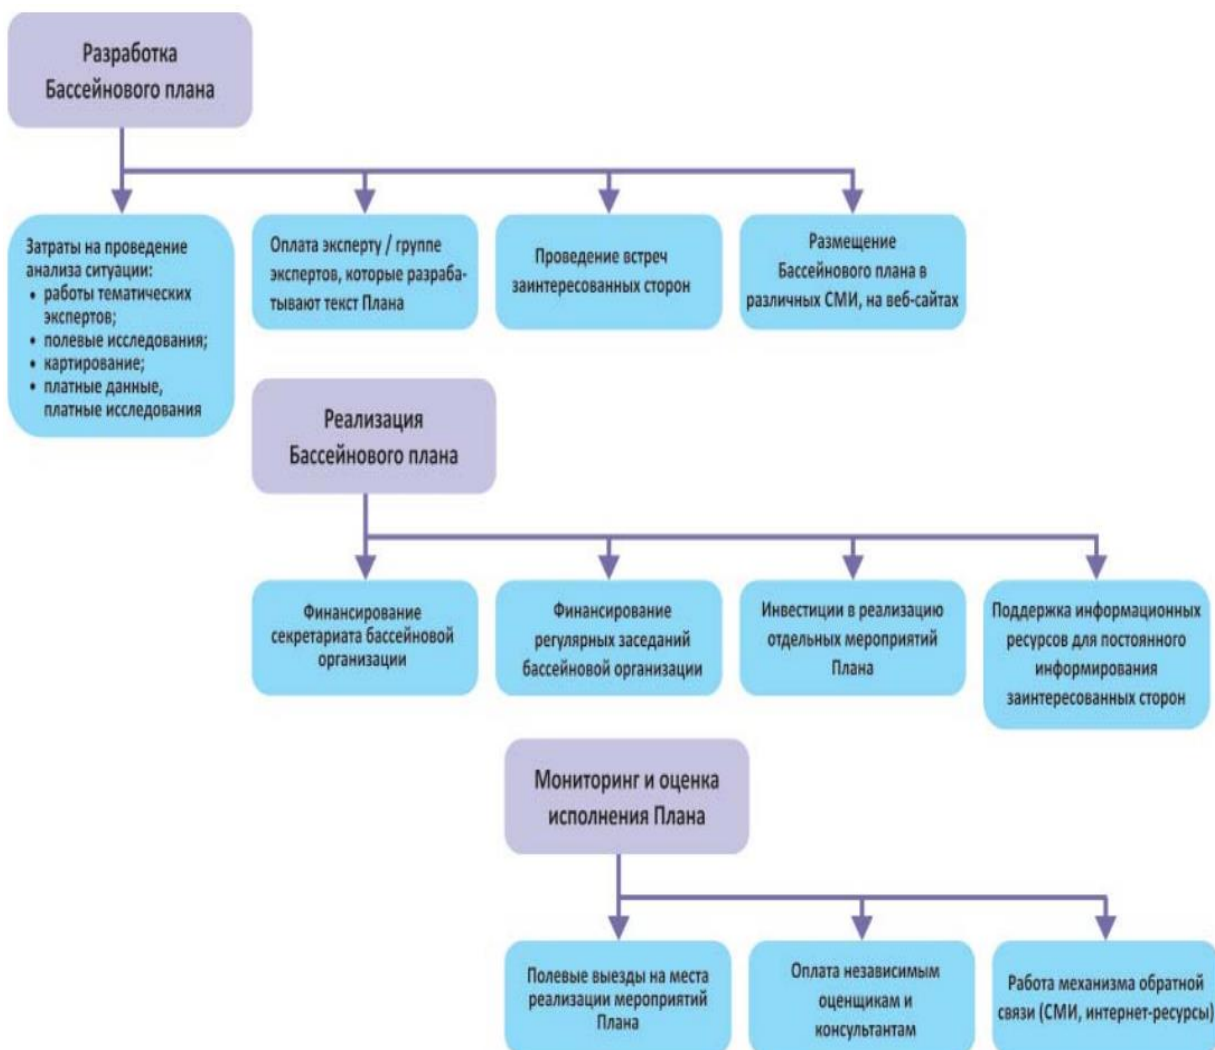 Разработка
Бассейнового плана
Затраты на проведение
анализа ситуации:
• работы тематических
экспертов;
• полевые исследования;
• картирование;
• платные данные,
платные исследования
Оплата эксперту / группе
экспертов, которые разраба-
тывают текст Плана
Проведение встреч
заинтересованных сторон
Размещение
Бассейнового плана в
различных СМИ, на веб-сайтах
Реализация
Бассейнового плана
Финансирование
секретариата бассейновой
организации
Финансирование
регулярных заседаний
бассейновой организации
Инвестиции в реализацию
отдельных мероприятий
Плана
Поддержка информационных
ресурсов для постоянного
информирования
заинтересованных сторон
Мониторинг и оценка
исполнения Плана
Полевые выезды на места
реализации мероприятий
Плана
Оплата независимым
оценщикам и
консультантам
Работа механизма обратной
связи (СМИ, интернет-ресурсы)